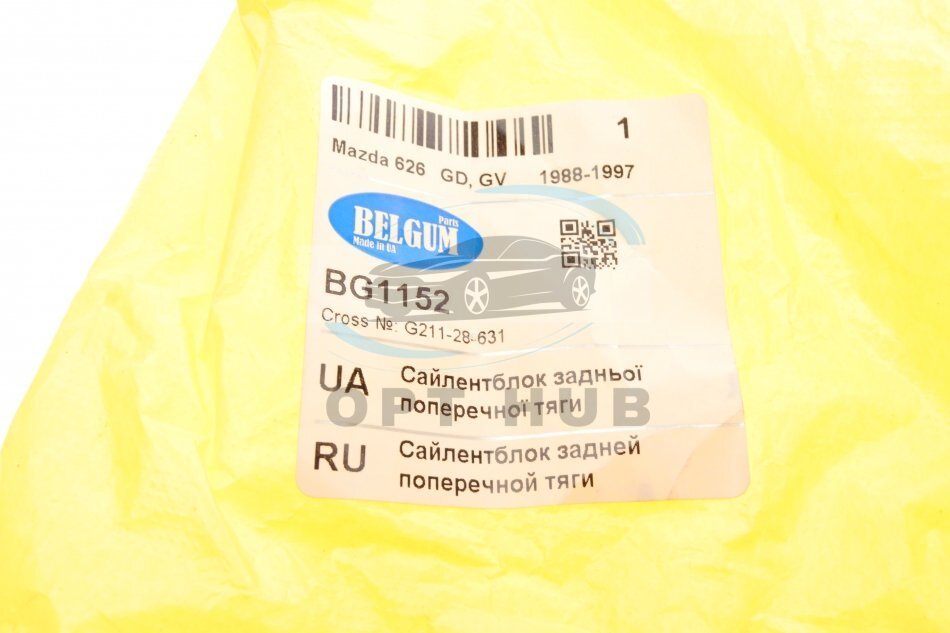 1
Mazda 626 GD, GV 1988-1997
Parts
BELGUM
Made in UA
BG1152
Cross №: G211-28-631
UA Сайлентблок задньої
поперечної тяги
OPT HUB
RU Сайлентблок задней
поперечной тяги